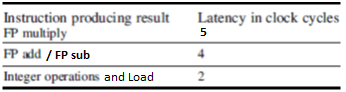 Instruction producing result Latency in clock cycles
FP multiply 5
FP add / FP sub 4
Integer operations and Load 2